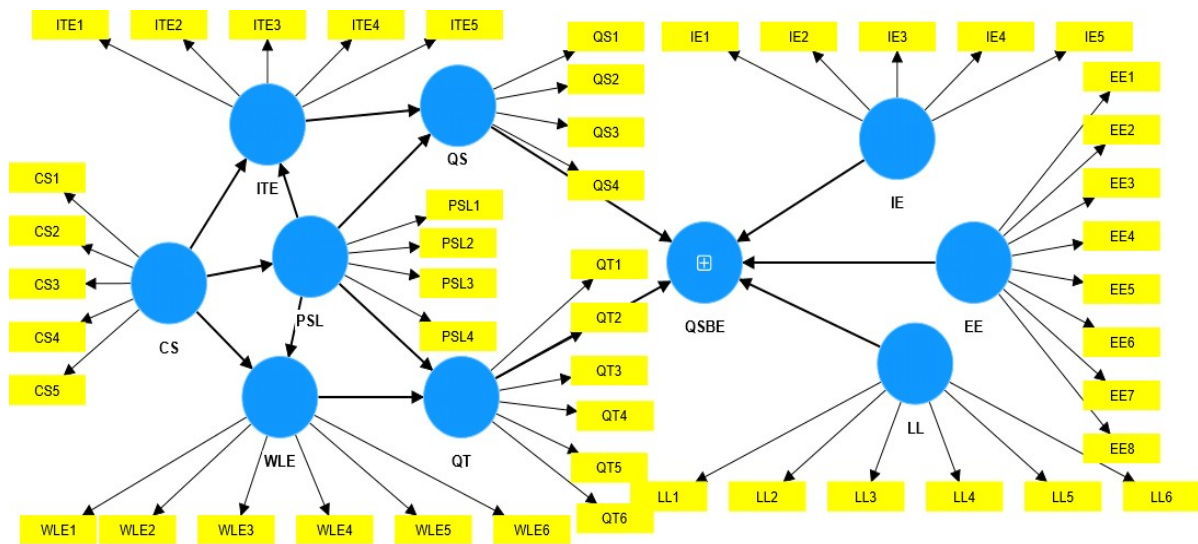 ITE1
ITE2
ITE3
ITE4
ITE5
QS1
QS2
QS3
QS4
IE1
IE2
IE3
IE4
IE5
EE1
EE2
EE3
EE4
EE5
EE6
EE7
EE8
QS
ITE
IE
CS1
CS2
CS3
CS4
CS5
PSL1
PSL2
PSL3
PSL4
PSL
CS
QSBE
EE
QT1
QT2
QT3
QT4
QT5
QT6
WLE
QT
LL
LL1
LL2
LL3
LL4
LL5
LL6
WLE1
WLE2
WLE3
WLE4
WLE5
WLE6